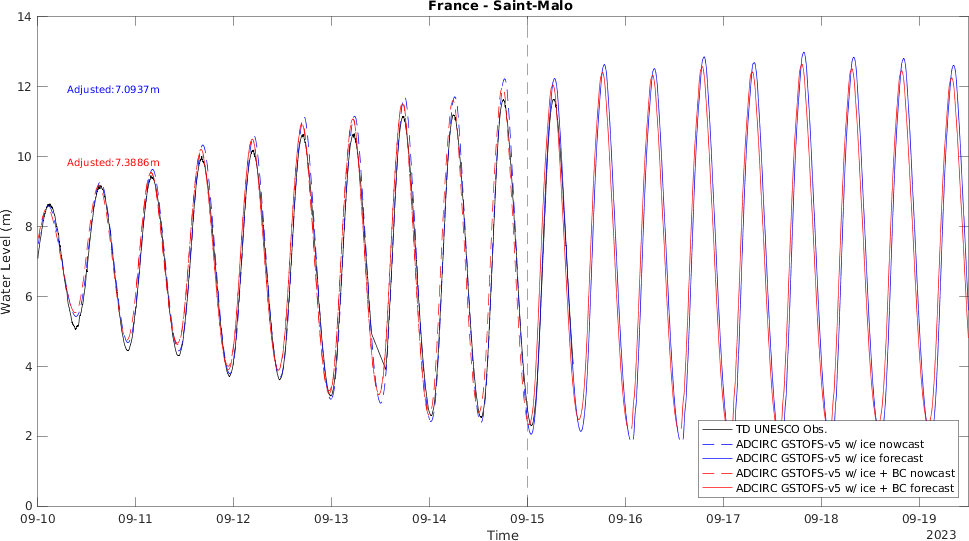 France - Saint-Malo
14
12
10
8
6
4
2
0
Water Level (m)
Adjusted:7.0937m
Adjusted:7.3886m
TD UNESCO Obs.
ADCIRC GSTOFS-v5 w/ ice nowcast
ADCIRC GSTOFS-v5 w/ ice forecast
ADCIRC GSTOFS-v5 w/ ice + BC nowcast
ADCIRC GSTOFS-v5 w/ ice + BC forecast
09-10 09-11 09-12 09-13 09-14 09-15 09-16 09-17 09-18 09-19
Time
2023